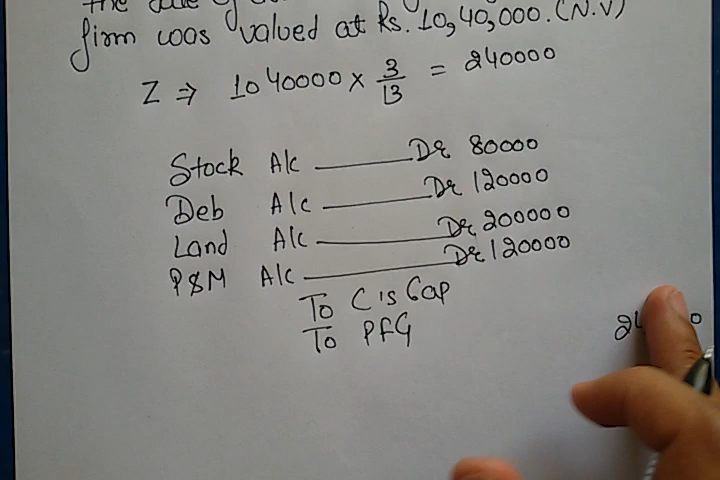 the
firm was valued at Rs. 10,40,000. (N.V)
Z ⇒ 1040000 × 3/13 = 240000
Stock A/c ——— Dr 80000
Deb A/c ——— Dr 120000
Land A/c ——— Dr 200000
P&M A/c ——— Dr 120000
To C's Cap
To PFG